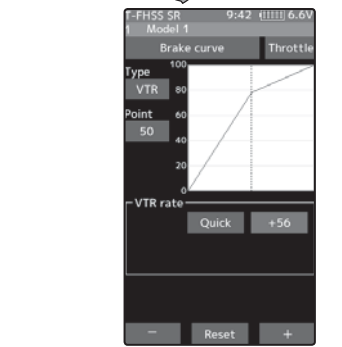 T-FHSS SR 9:42 6.6V
1 Model 1
Brake curve Throttle
Type
VTR
Point
50
100
80
60
40
20
0
VTR rate
Quick +56
− Reset +